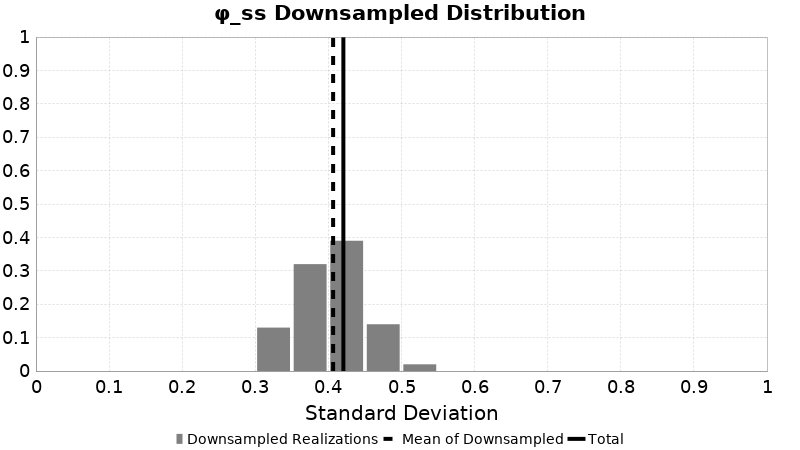 φ_ss Downsampled Distribution
1
0.9
0.8
0.7
0.6
0.5
0.4
0.3
0.2
0.1
0
0 0.1 0.2 0.3 0.4 0.5 0.6 0.7 0.8 0.9 1
Standard Deviation
Downsampled Realizations Mean of Downsampled Total